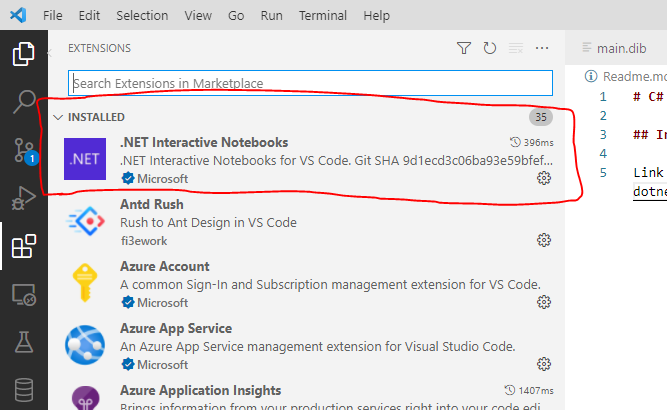 File Edit Selection View Go Run Terminal Help
EXTENSIONS
main.dib
Search Extensions in Marketplace
Readme.md
1 # C#
INSTALLED 35
2
.NET Interactive Notebooks 396ms
3 ## In
.NET
.NET Interactive Notebooks for VS Code. Git SHA 9d1ecd3c06ba93e59bfef...
4
Microsoft
5 Link
1
dotne
Antd Rush
Rush to Ant Design in VS Code
fi3ework
Azure Account
A common Sign-In and Subscription management extension for VS Code.
Microsoft
Azure App Service
An Azure App Service management extension for Visual Studio Code.
Microsoft
Azure Application Insights 1407ms
Brings information from your production services right into your code edi...